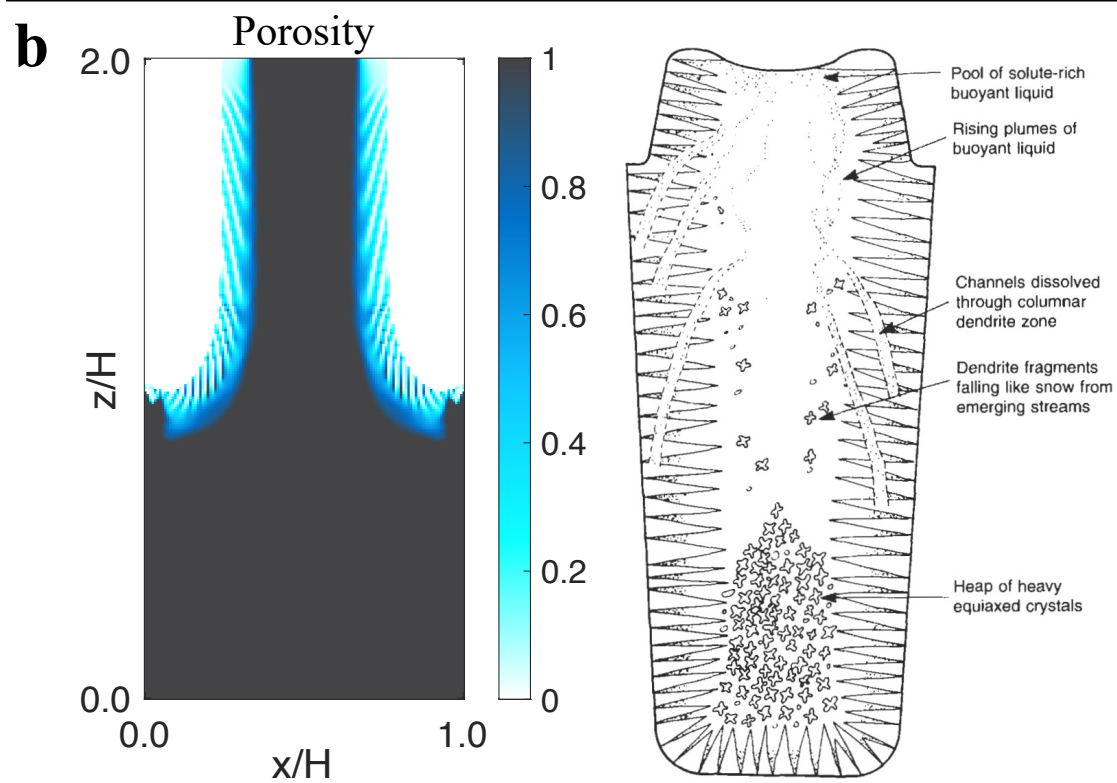 b
Porosity
2.0
z/H
0.0
0.0
1.0
x/H
1
0.8
0.6
0.4
0.2
0
Pool of solute-rich
buoyant liquid
Rising plumes of
buoyant liquid
Channels dissolved
through columnar
dendrite zone
Dendrite fragments
falling like snow from
emerging streams
Heap of heavy
equiaxed crystals